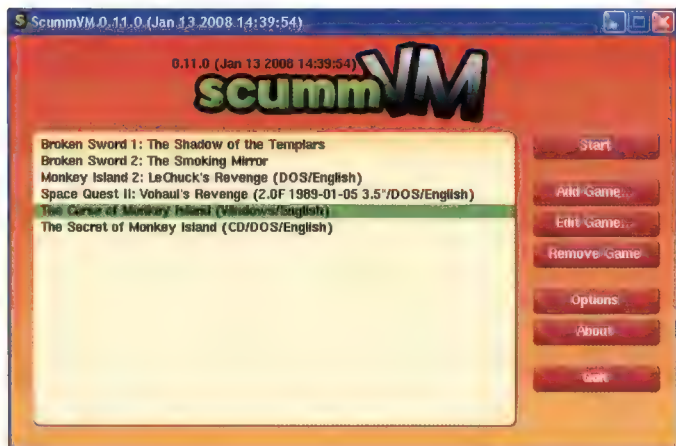 ScummVM 0.11.0 (Jan 13 2008 14:39:54)
0.11.0 (Jan 13 2008 14:39:54)
scummVM
Broken Sword 1: The Shadow of the Templars
Broken Sword 2: The Smoking Mirror
Monkey Island 2: LeChuck's Revenge (DOS/English)
Space Quest II: Vohaul's Revenge (2.0F 1989-01-05 3.5"/DOS/English)
The Curse of Monkey Island (Windows/English)
The Secret of Monkey Island (CD/DOS/English)
Start
Add Game...
Edit Game...
Remove Game
Options
About
Quit